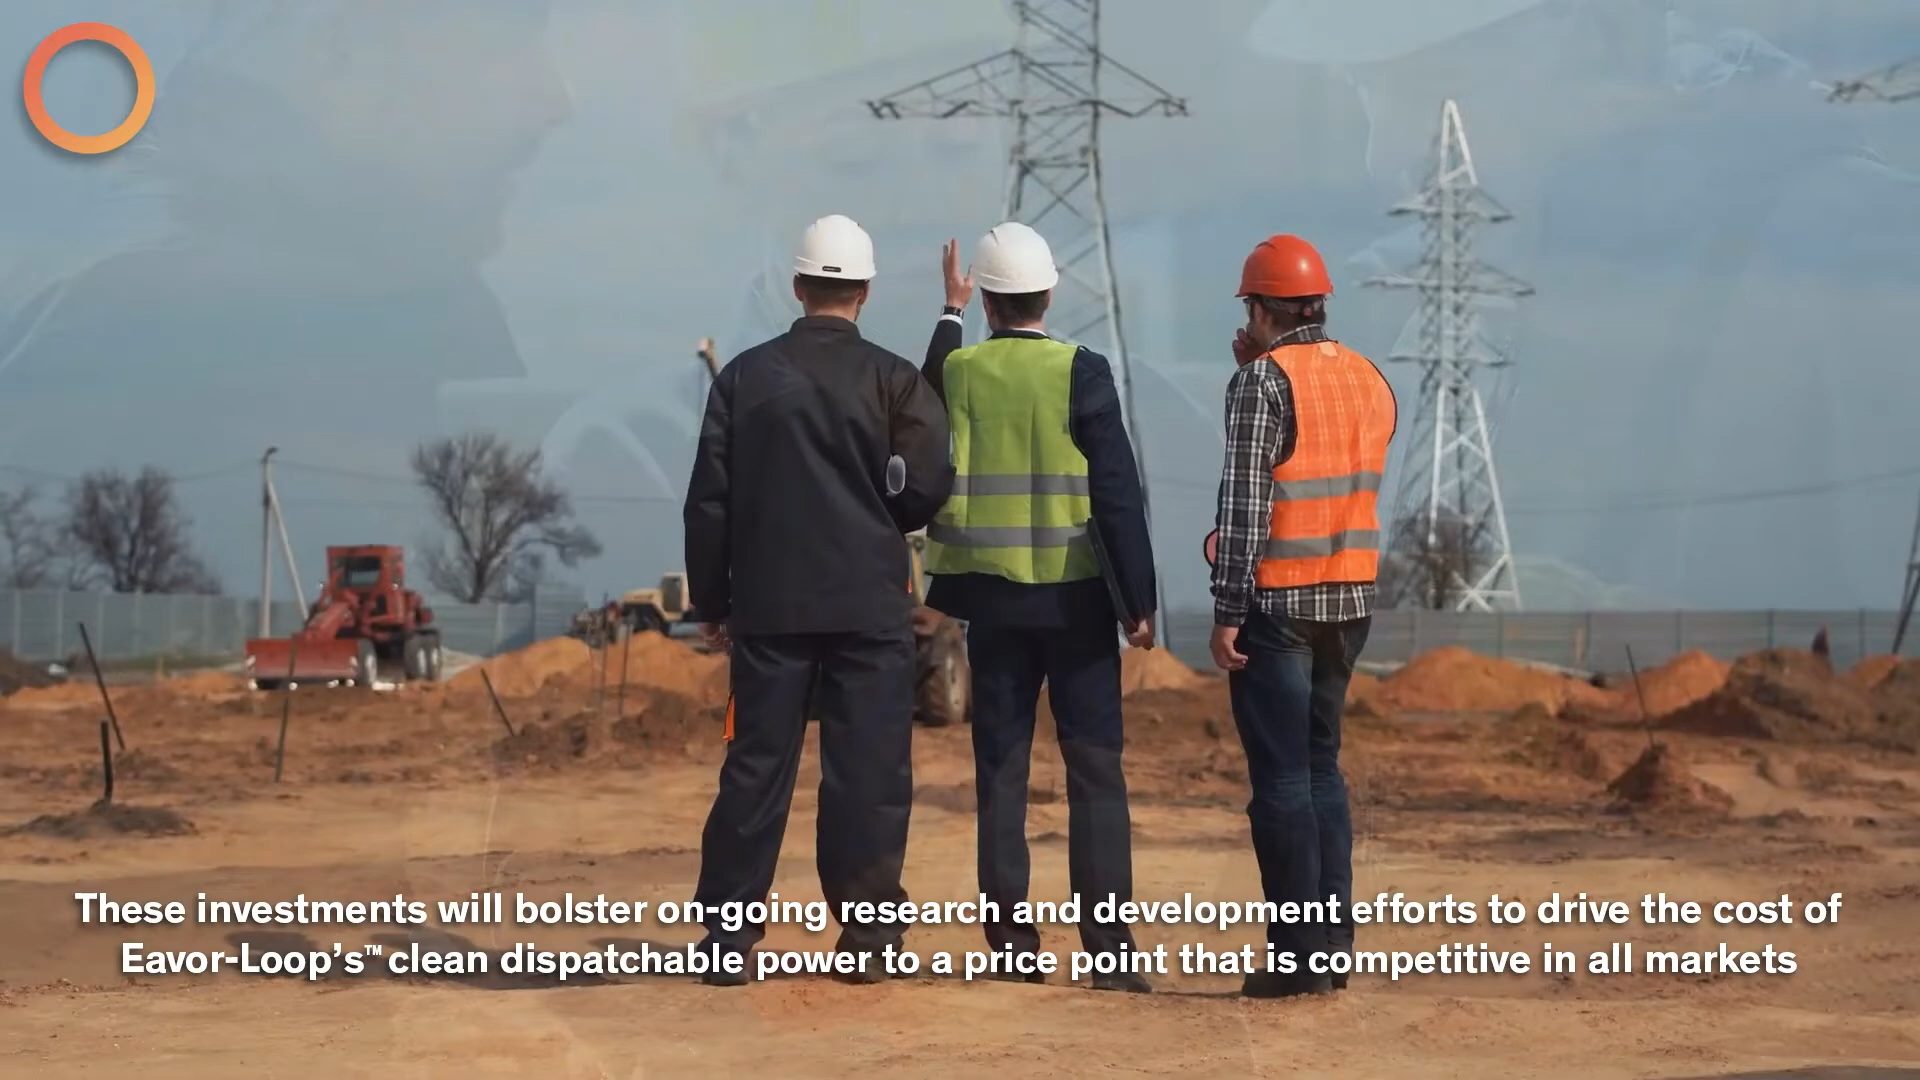 These investments will bolster on-going research and development efforts to drive the cost of
Eavor-Loop’s™ clean dispatchable power to a price point that is competitive in all markets